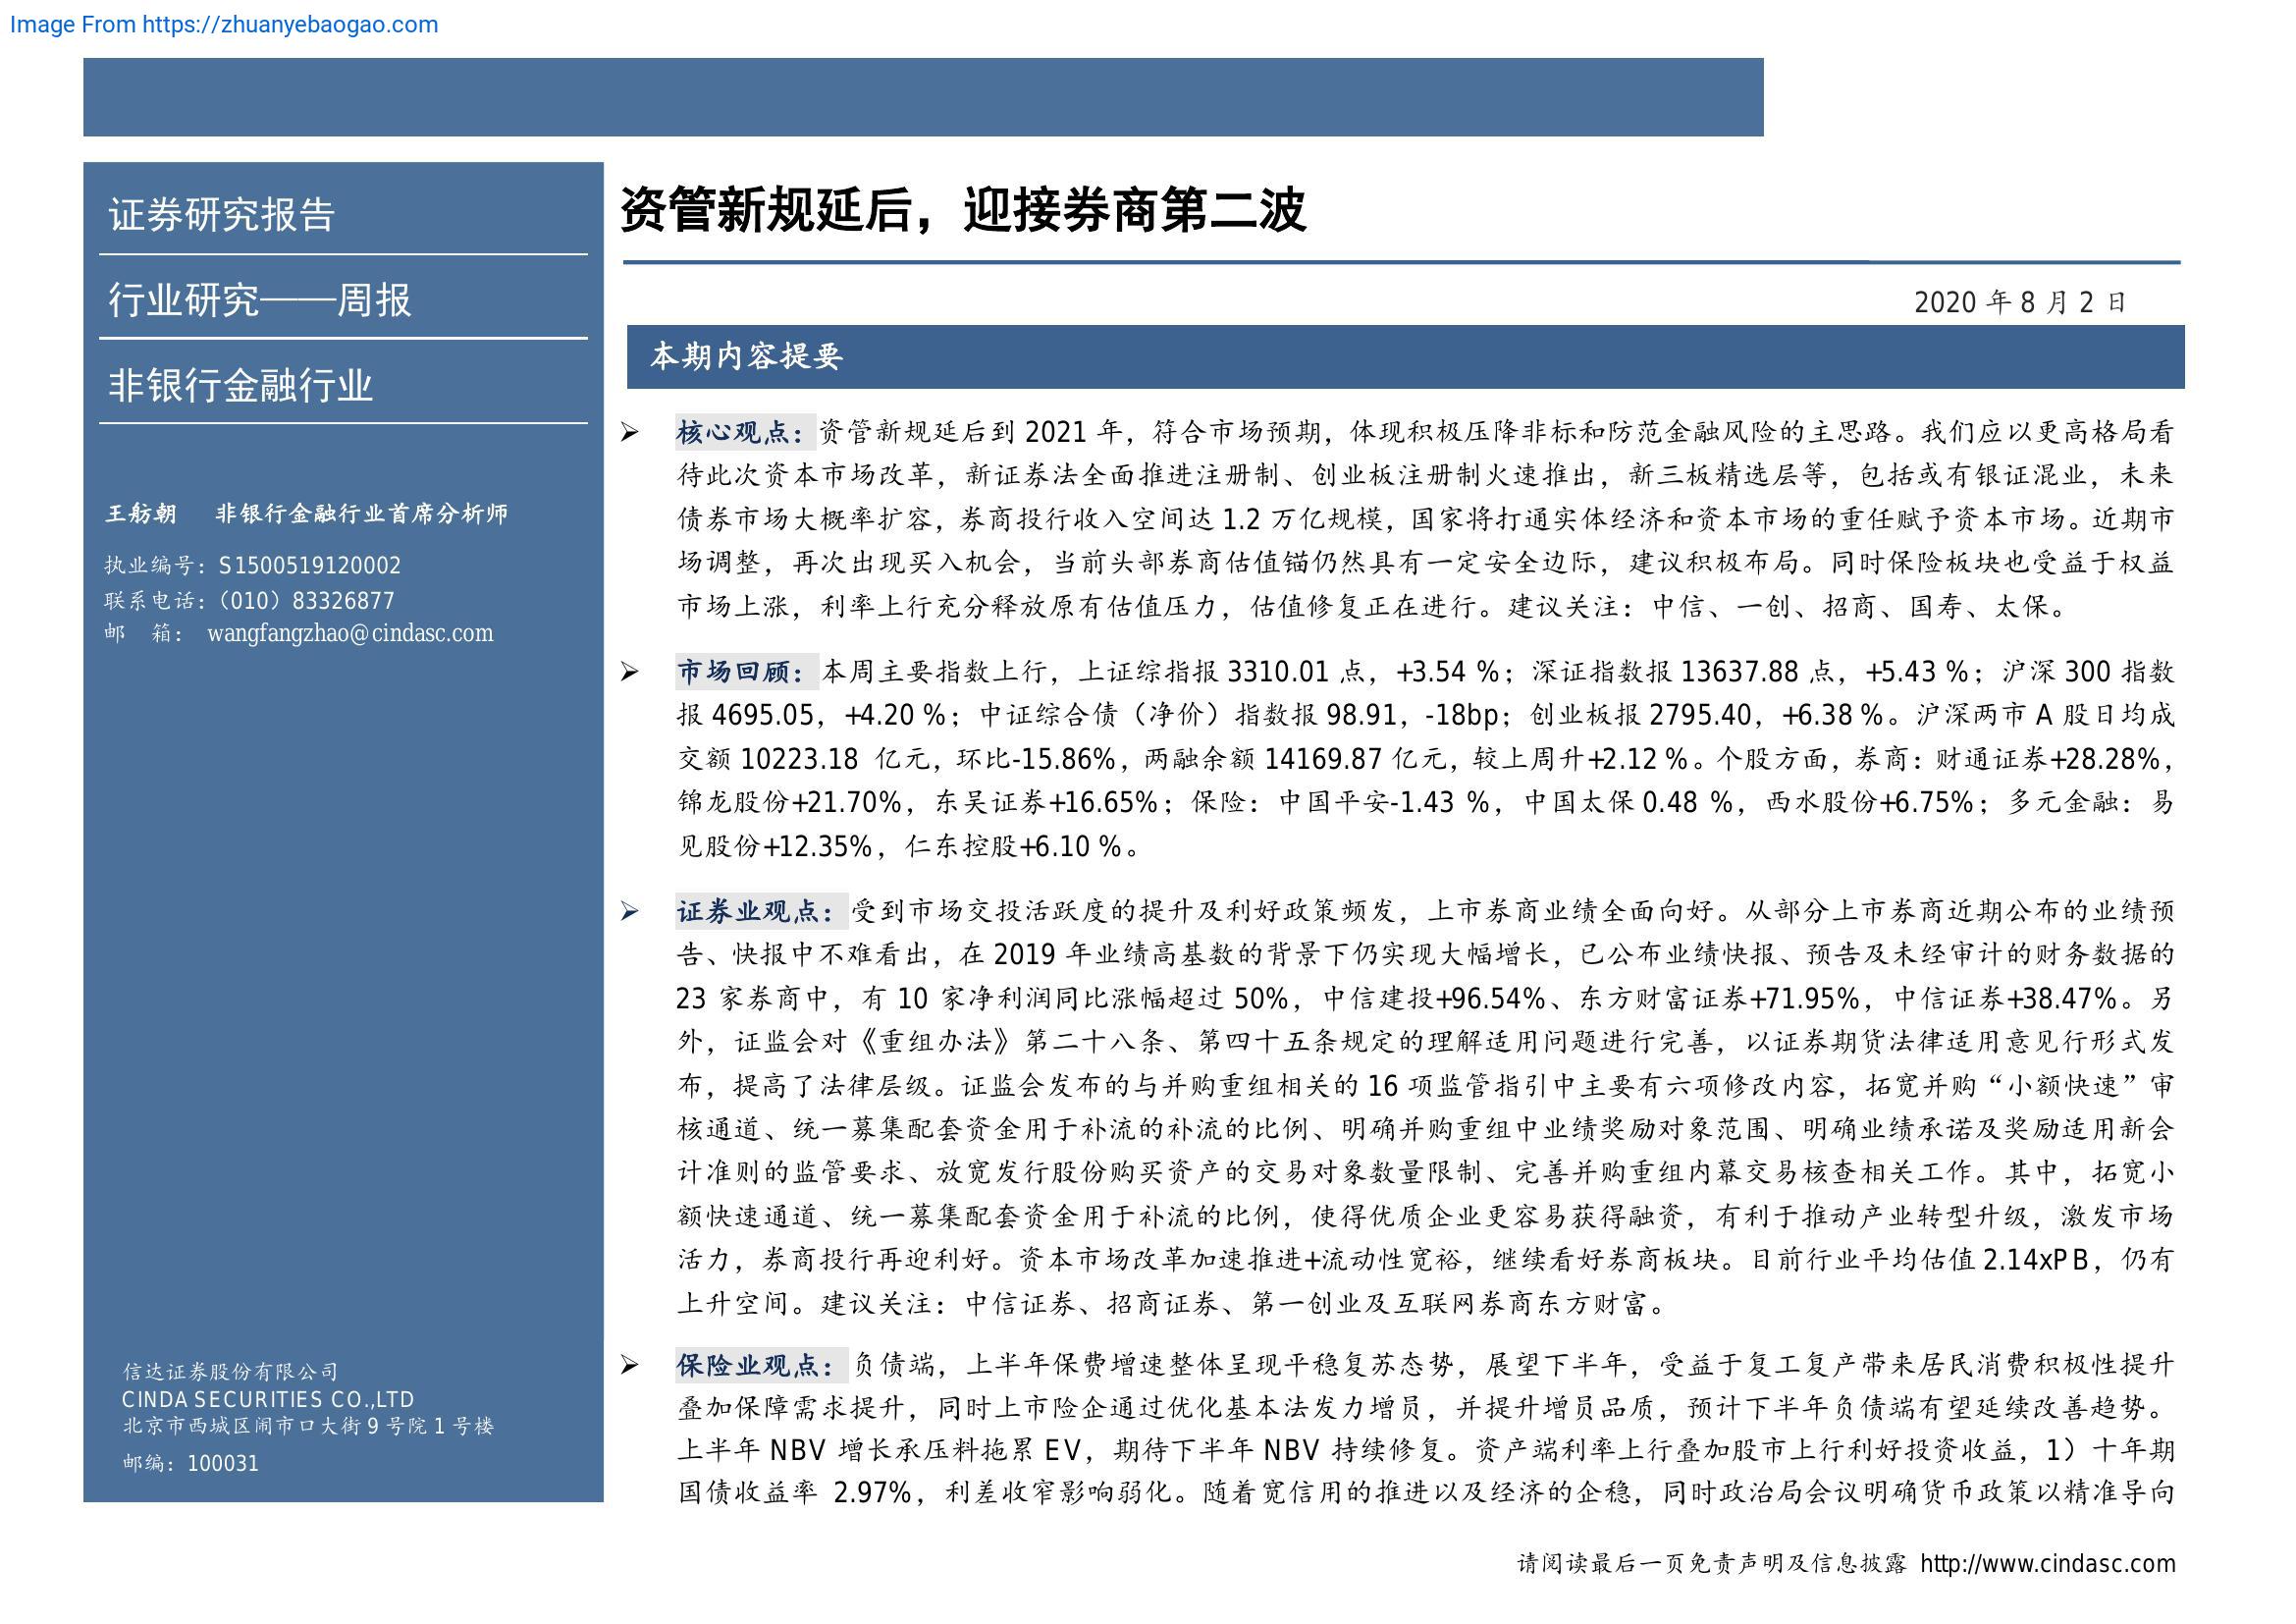 Image From https://zhuanyebaogao.com
证券研究报告
行业研究——周报
非银行金融行业
王舫朝 非银行金融行业首席分析师
执业编号：S1500519120002
联系电话：（010）83326877
邮 箱： wangfangzhao@cindasc.com
信达证券股份有限公司
CINDA SECURITIES CO.,LTD
北京市西城区闹市口大街 9 号院 1 号楼
邮编：100031
资管新规延后，迎接券商第二波
2020 年 8 月 2 日
本期内容提要
➢ 核心观点：资管新规延后到 2021 年，符合市场预期，体现积极压降非标和防范金融风险的主思路。我们应以更高格局看
待此次资本市场改革，新证券法全面推进注册制、创业板注册制火速推出，新三板精选层等，包括或有银证混业，未来
债券市场大概率扩容，券商投行收入空间达 1.2 万亿规模，国家将打通实体经济和资本市场的重任赋予资本市场。近期市
场调整，再次出现买入机会，当前头部券商估值锚仍然具有一定安全边际，建议积极布局。同时保险板块也受益于权益
市场上涨，利率上行充分释放原有估值压力，估值修复正在进行。建议关注：中信、一创、招商、国寿、太保。
➢ 市场回顾：本周主要指数上行，上证综指报 3310.01 点，+3.54 %；深证指数报 13637.88 点，+5.43 %；沪深 300 指数
报 4695.05，+4.20 %；中证综合债（净价）指数报 98.91，-18bp；创业板报 2795.40，+6.38 %。沪深两市 A 股日均成
交额 10223.18 亿元，环比-15.86%，两融余额 14169.87 亿元，较上周升+2.12 %。个股方面，券商：财通证券+28.28%，
锦龙股份+21.70%，东吴证券+16.65%；保险：中国平安-1.43 %，中国太保 0.48 %，西水股份+6.75%；多元金融：易
见股份+12.35%，仁东控股+6.10 %。
➢ 证券业观点：受到市场交投活跃度的提升及利好政策频发，上市券商业绩全面向好。从部分上市券商近期公布的业绩预
告、快报中不难看出，在 2019 年业绩高基数的背景下仍实现大幅增长，已公布业绩快报、预告及未经审计的财务数据的
23 家券商中，有 10 家净利润同比涨幅超过 50%，中信建投+96.54%、东方财富证券+71.95%，中信证券+38.47%。另
外，证监会对《重组办法》第二十八条、第四十五条规定的理解适用问题进行完善，以证券期货法律适用意见行形式发
布，提高了法律层级。证监会发布的与并购重组相关的 16 项监管指引中主要有六项修改内容，拓宽并购“小额快速”审
核通道、统一募集配套资金用于补流的补流的比例、明确并购重组中业绩奖励对象范围、明确业绩承诺及奖励适用新会
计准则的监管要求、放宽发行股份购买资产的交易对象数量限制、完善并购重组内幕交易核查相关工作。其中，拓宽小
额快速通道、统一募集配套资金用于补流的比例，使得优质企业更容易获得融资，有利于推动产业转型升级，激发市场
活力，券商投行再迎利好。资本市场改革加速推进+流动性宽裕，继续看好券商板块。目前行业平均估值 2.14xPB，仍有
上升空间。建议关注：中信证券、招商证券、第一创业及互联网券商东方财富。
➢ 保险业观点：负债端，上半年保费增速整体呈现平稳复苏态势，展望下半年，受益于复工复产带来居民消费积极性提升
叠加保障需求提升，同时上市险企通过优化基本法发力增员，并提升增员品质，预计下半年负债端有望延续改善趋势。
上半年 NBV 增长承压料拖累 EV，期待下半年 NBV 持续修复。资产端利率上行叠加股市上行利好投资收益，1）十年期
国债收益率 2.97%，利差收窄影响弱化。随着宽信用的推进以及经济的企稳，同时政治局会议明确货币政策以精准导向
请阅读最后一页免责声明及信息披露 http://www.cindasc.com